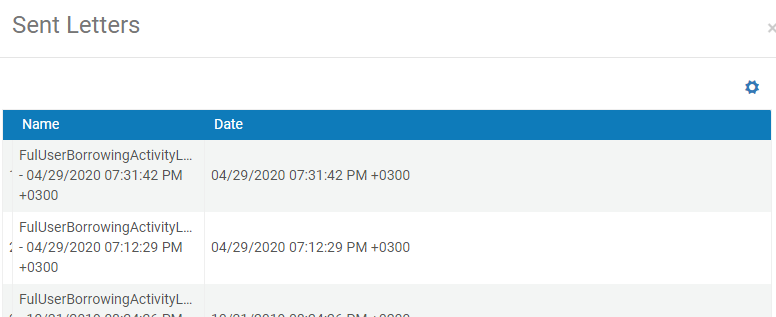 Sent Letters
Name Date
FulUserBorrowingActivityL...
- 04/29/2020 07:31:42 PM 04/29/2020 07:31:42 PM +0300
+0300
FulUserBorrowingActivityL...
2 - 04/29/2020 07:12:29 PM 04/29/2020 07:12:29 PM +0300
+0300
FulUserBorrowingActivityL...